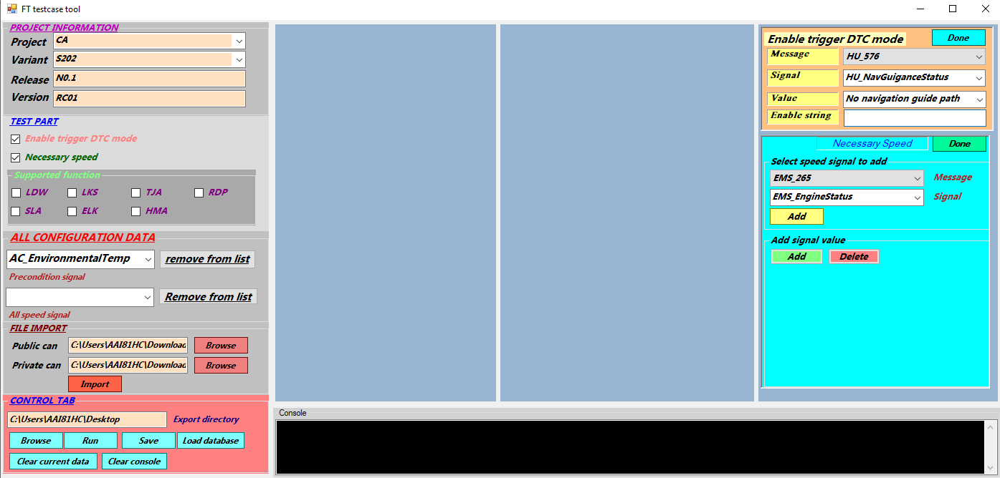 FT testcase tool
PROJECT INFORMATION
Project CA
Variant S202
Release N0.1
Version RC01
TEST PART
Enable trigger DTC mode
Necessary speed
Supported function
LDW LKS TJA RDP
SLA ELK HMA
ALL CONFIGURATION DATA
AC_EnvironmentalTemp remove from list
Precondition signal
Remove from list
All speed signal
FILE IMPORT
Public can C:\Users\AAI81HC\Download Browse
Private can C:\Users\AAI81HC\Download Browse
Import
CONTROL TAB
C:\Users\AAI81HC\Desktop Export directory
Browse Run Save Load database
Clear current data Clear console
Enable trigger DTC mode Done
Message HU_576
Signal HU_NavGuiganceStatus
Value No navigation guide path
Enable string
Necessary Speed Done
Select speed signal to add
EMS_265 Message
EMS_EngineStatus Signal
Add
Add signal value
Add Delete
Console